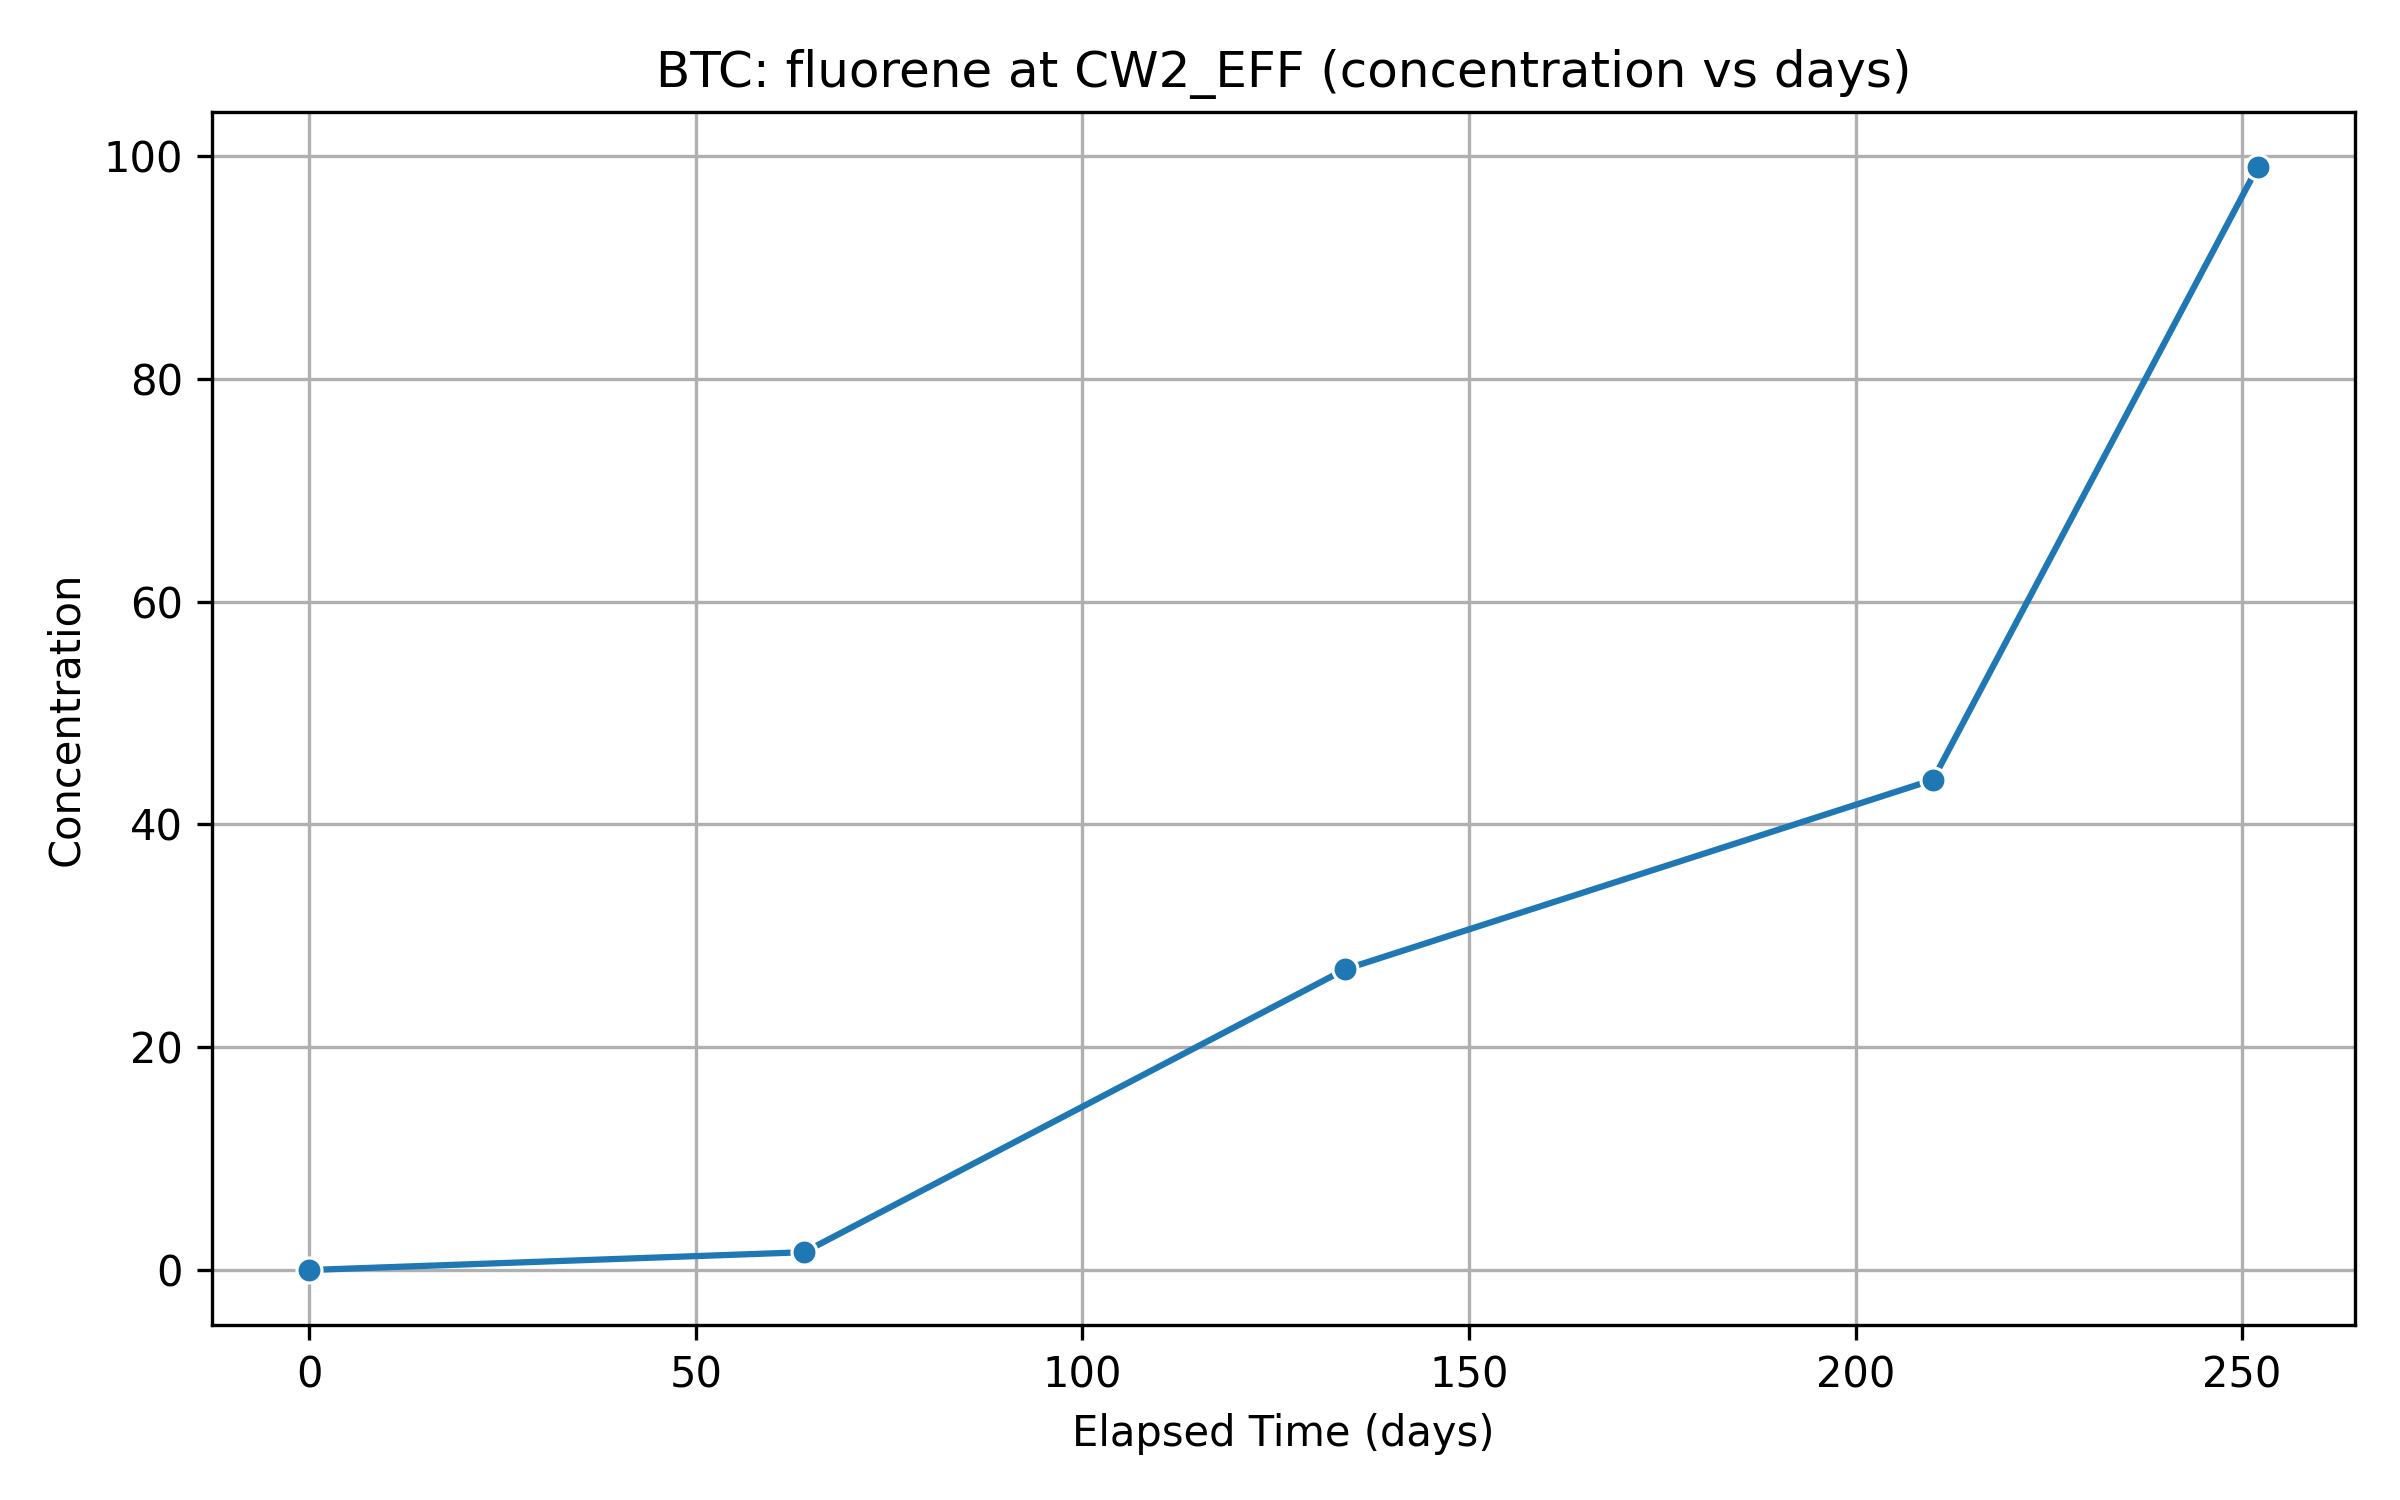 BTC: fluorene at CW2_EFF (concentration vs days)
100
80
60
40
20
0
Concentration
0 50 100 150 200 250
Elapsed Time (days)